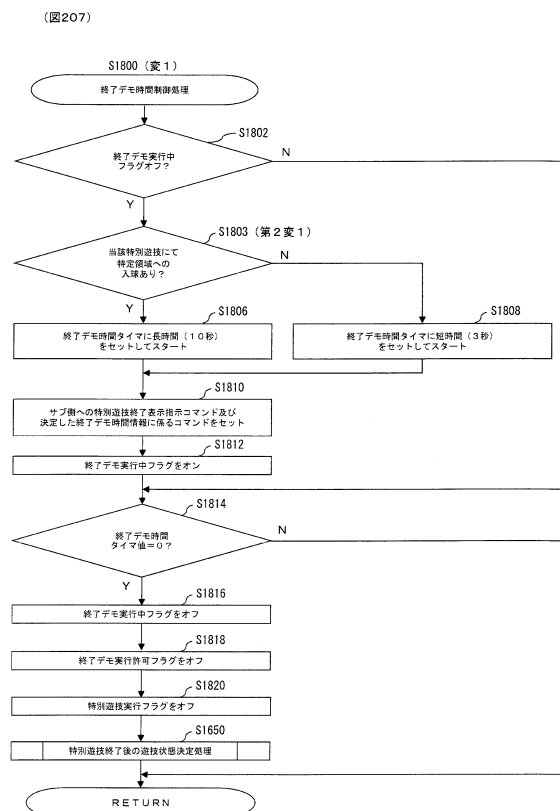 (図207)
S1800 (変1)
終了デモ時間制御処理
S1802
終了デモ実行中
フラグオフ?
N
Y
S1803 (第2変1)
当該特別遊技にて
特定領域への
入球あり?
N
Y
S1806
終了デモ時間タイマに長時間(10秒)
をセットしてスタート
S1808
終了デモ時間タイマに短時間(3秒)
をセットしてスタート
S1810
サブ側への特別遊技終了表示指示コマンド及び
決定した終了デモ時間情報に係るコマンドをセット
S1812
終了デモ実行中フラグをオン
S1814
終了デモ時間
タイマ値=0?
N
Y
S1816
終了デモ実行中フラグをオフ
S1818
終了デモ実行許可フラグをオフ
S1820
特別遊技実行フラグをオフ
S1650
特別遊技終了後の遊技状態決定処理
RETURN